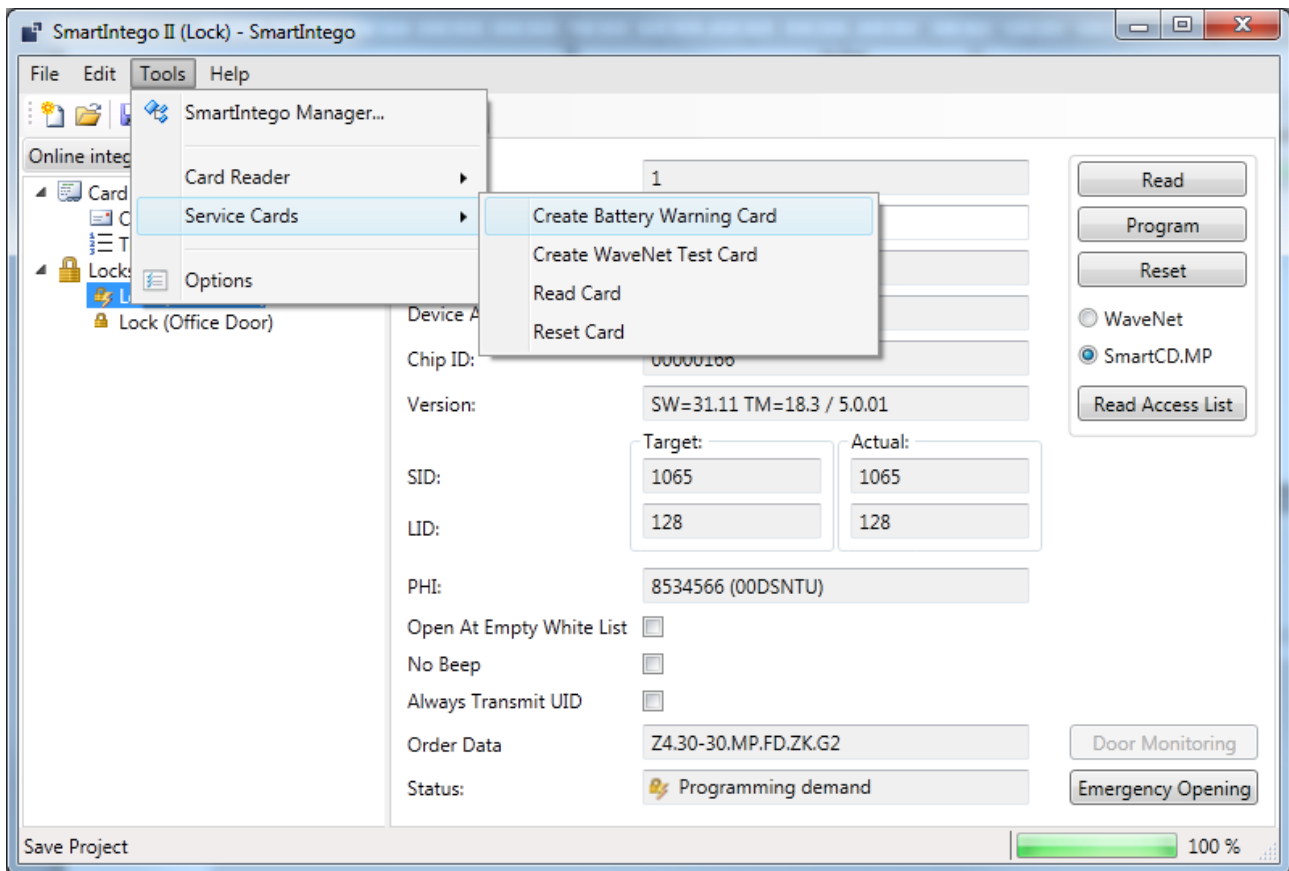 SmartIntego II (Lock) - SmartIntego
File Edit Tools Help
SmartIntego Manager...
Online integ
Card Reader
Service Cards
Options
Create Battery Warning Card
Create WaveNet Test Card
Read Card
Reset Card
Card
C
T
Locks
L
Lock (Office Door)
1
Device A
Chip ID: 00000166
Version: SW=31.11 TM=18.3 / 5.0.01
Target: Actual:
SID: 1065 1065
LID: 128 128
PHI: 8534566 (00DSNTU)
Open At Empty White List
No Beep
Always Transmit UID
Order Data Z4.30-30.MP.FD.ZK.G2
Status: Programming demand
Read
Program
Reset
WaveNet
SmartCD.MP
Read Access List
Door Monitoring
Emergency Opening
Save Project 100 %